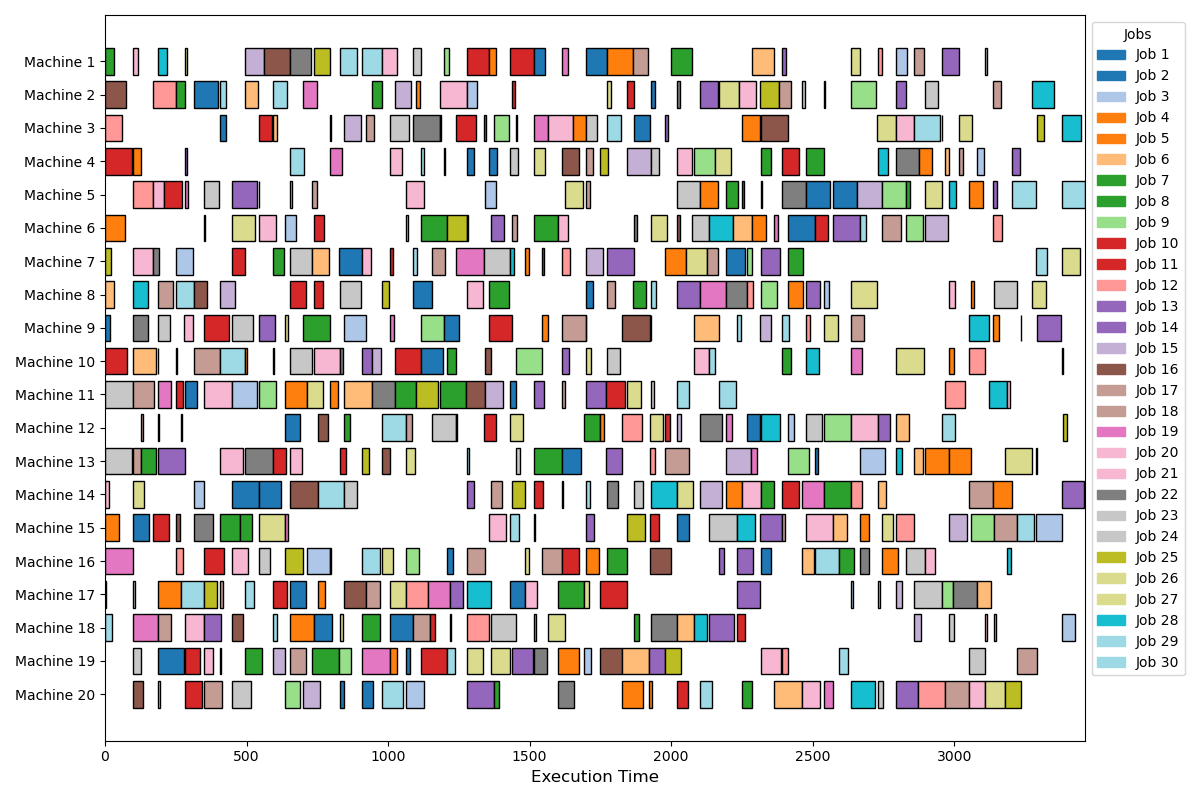 Machine 1
Machine 2
Machine 3
Machine 4
Machine 5
Machine 6
Machine 7
Machine 8
Machine 9
Machine 10
Machine 11
Machine 12
Machine 13
Machine 14
Machine 15
Machine 16
Machine 17
Machine 18
Machine 19
Machine 20
0 500 1000 1500 2000 2500 3000
Execution Time
Jobs
Job 1
Job 2
Job 3
Job 4
Job 5
Job 6
Job 7
Job 8
Job 9
Job 10
Job 11
Job 12
Job 13
Job 14
Job 15
Job 16
Job 17
Job 18
Job 19
Job 20
Job 21
Job 22
Job 23
Job 24
Job 25
Job 26
Job 27
Job 28
Job 29
Job 30